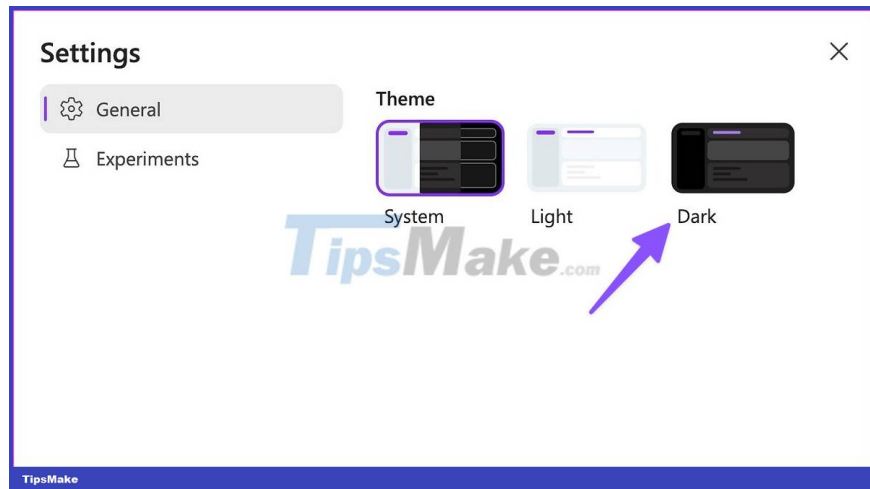 Settings
General
Experiments
Theme
System
Light
Dark
TipsMake.com
TipsMake